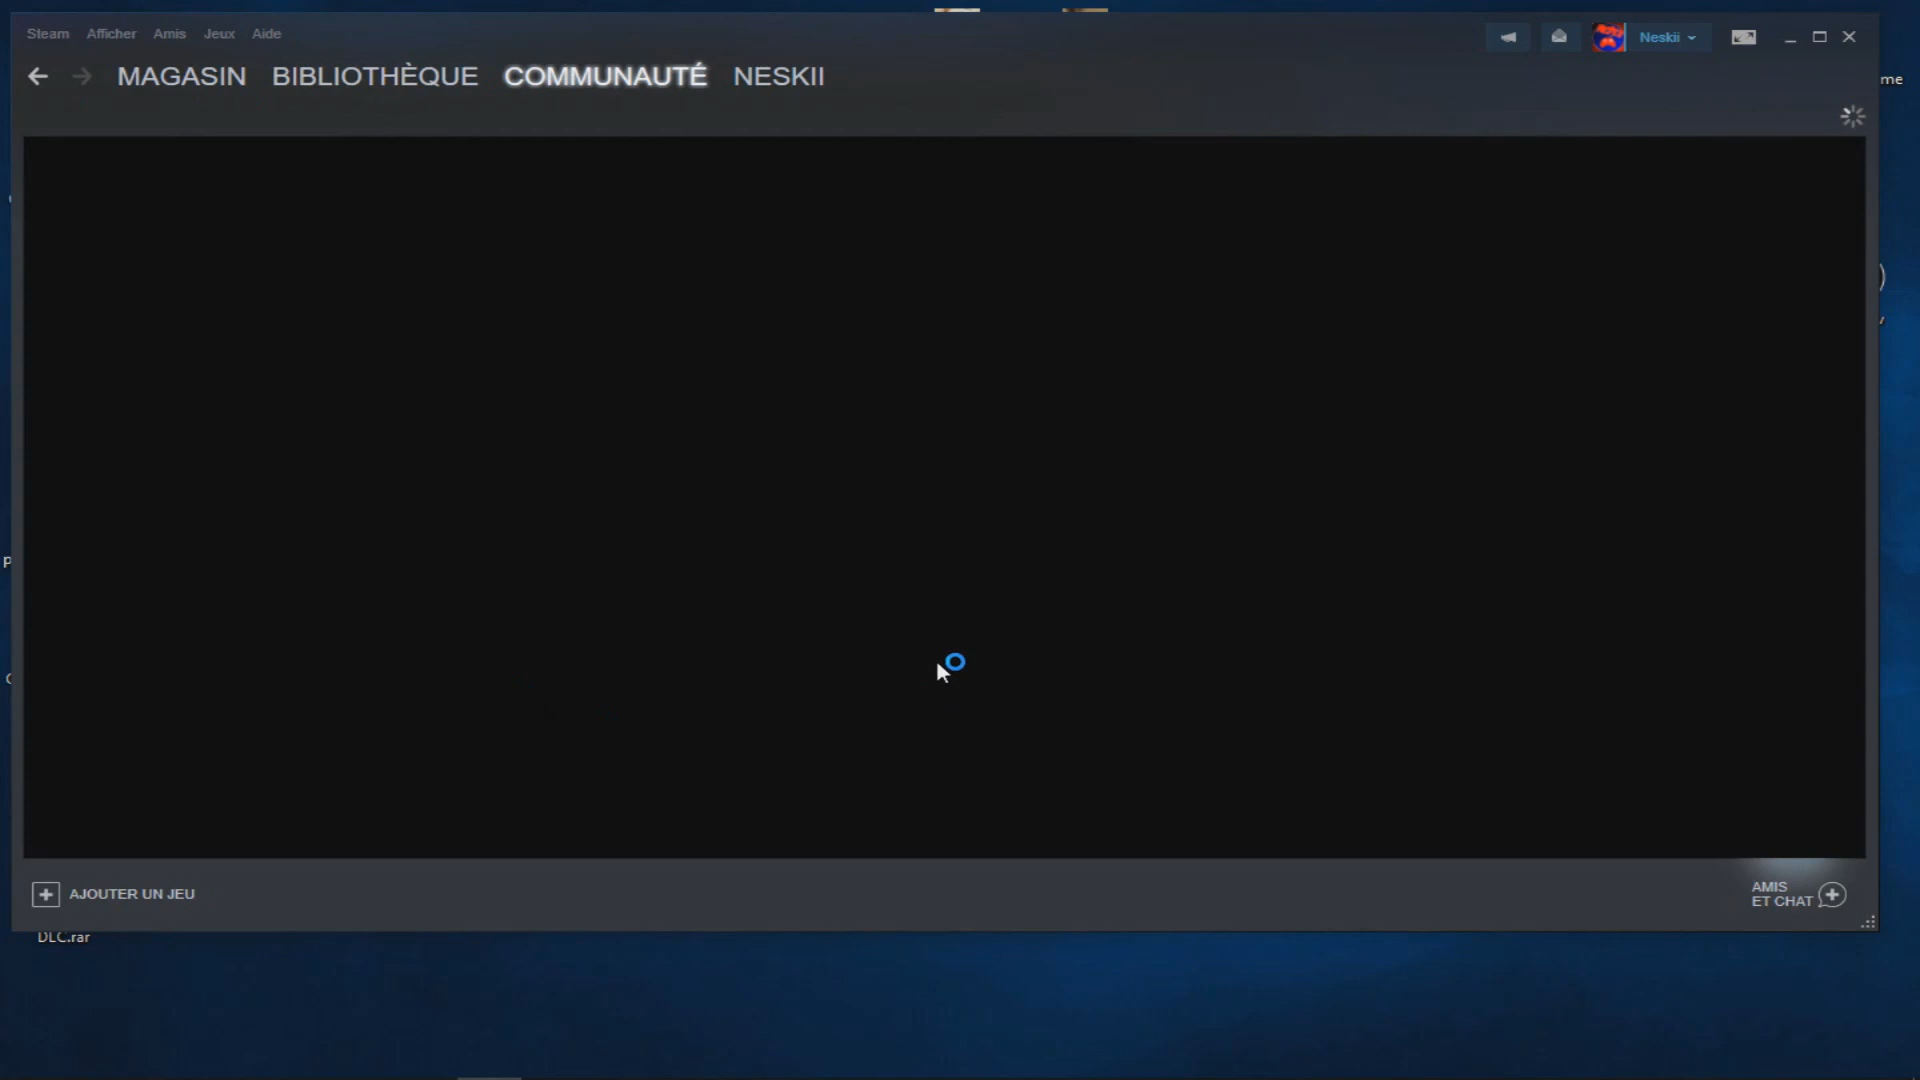 Steam Afficher Amis Jeux Aide
Neskii
MAGASIN BIBLIOTHÈQUE COMMUNAUTÉ NESKII
me
AJOUTER UN JEU
AMIS
ET CHAT
DLC.rar